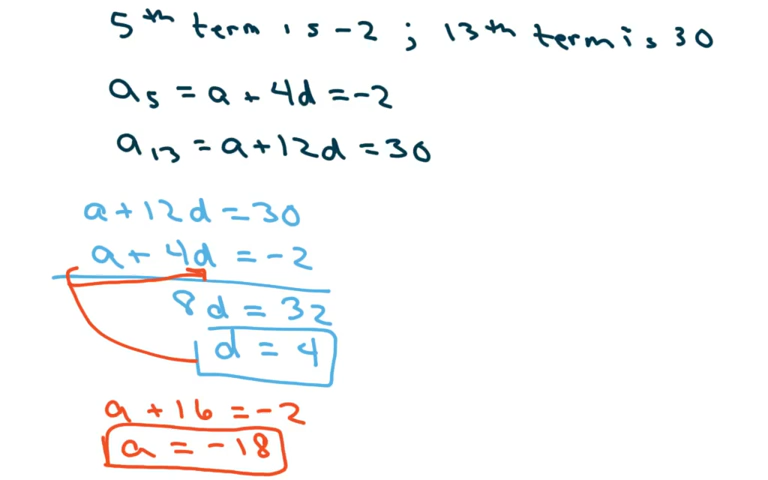 5th term is -2 ; 13th term is 30
a5 = a + 4d = -2
a13 = a + 12d = 30
a + 12d = 30
a + 4d = -2
8d = 32
d = 4
a + 16 = -2
a = -18